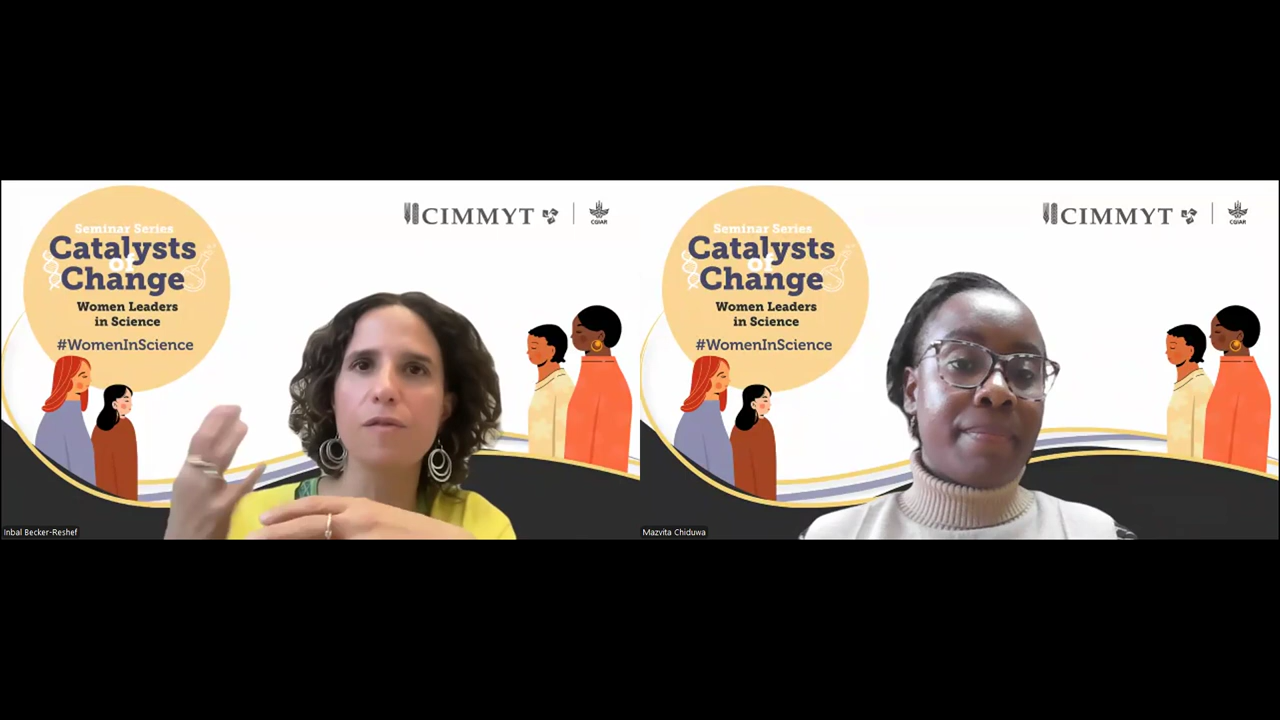 Seminar Series
Catalysts
of
Change
Women Leaders
in Science
#WomenInScience
CIMMYT
CGIAR
Inbal Becker-Reshef
Seminar Series
Catalysts
of
Change
Women Leaders
in Science
#WomenInScience
CIMMYT
CGIAR
Mazvita Chiduwa